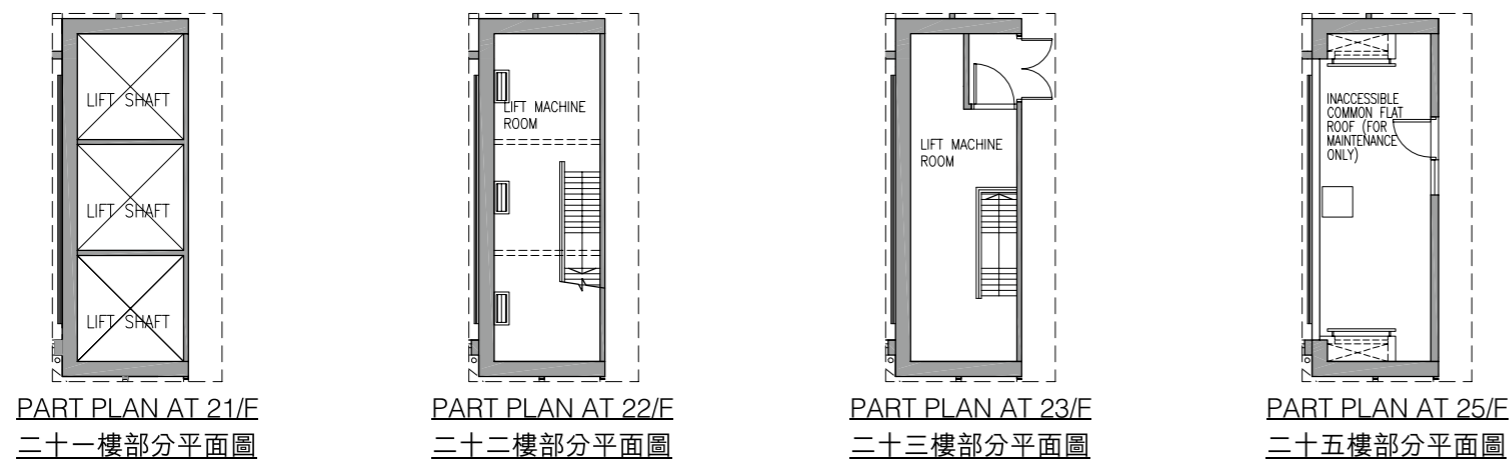 LIFT SHAFT
LIFT SHAFT
LIFT SHAFT
PART PLAN AT 21/F
二十一樓部分平面圖
LIFT MACHINE
ROOM
PART PLAN AT 22/F
二十二樓部分平面圖
LIFT MACHINE
ROOM
PART PLAN AT 23/F
二十三樓部分平面圖
INACCESSIBLE
COMMON FLAT
ROOF (FOR
MAINTENANCE
ONLY)
PART PLAN AT 25/F
二十五樓部分平面圖